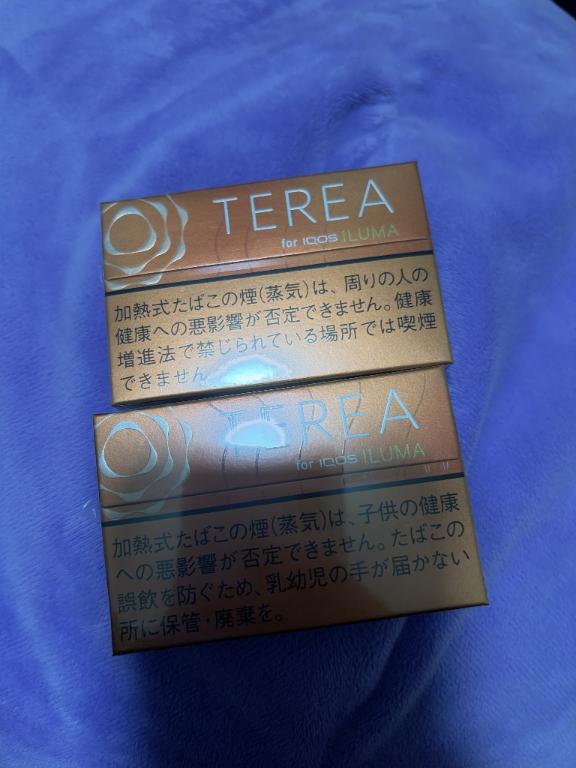 TEREA
for IQOS ILUMA
加熱式たばこの煙(蒸気)は、周りの人の
健康への悪影響が否定できません。健康
増進法で禁じられている場所では喫煙
できません。
TEREA
for IQOS ILUMA
加熱式たばこの煙(蒸気)は、子供の健康
への悪影響が否定できません。たばこの
誤飲を防ぐため、乳幼児の手が届かない
所に保管・廃棄を。